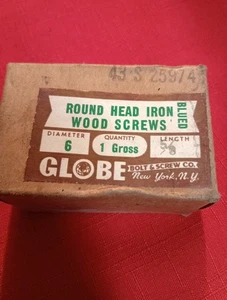 43 S 25974
ROUND HEAD IRON
WOOD SCREWS
BLUED
DIAMETER QUANTITY LENGTH
6 1 Gross 5/8
GLOBE BOLT & SCREW CO.
New York, N.Y.